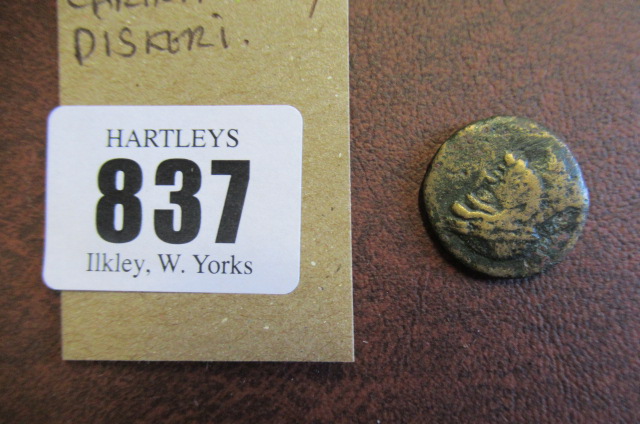 DISKERI.
HARTLEYS
837
Ilkley, W. Yorks